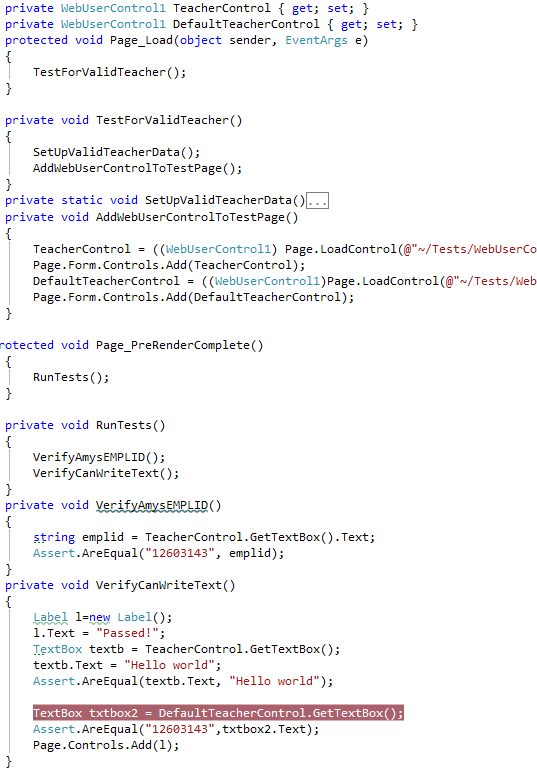 private WebUserControl1 TeacherControl { get; set; }
private WebUserControl1 DefaultTeacherControl { get; set; }
protected void Page_Load(object sender, EventArgs e)
{
TestForValidTeacher();
}
private void TestForValidTeacher()
{
SetUpValidTeacherData();
AddWebUserControlToTestPage();
}
private static void SetUpValidTeacherData()...
private void AddWebUserControlToTestPage()
{
TeacherControl = ((WebUserControl1) Page.LoadControl(@"~/Tests/WebUserCo
Page.Form.Controls.Add(TeacherControl);
DefaultTeacherControl = ((WebUserControl1)Page.LoadControl(@"~/Tests/Web
Page.Form.Controls.Add(DefaultTeacherControl);
}
rotected void Page_PreRenderComplete()
{
RunTests();
}
private void RunTests()
{
VerifyAmysEMPLID();
VerifyCanWriteText();
}
private void VerifyAmysEMPLID()
{
string emplid = TeacherControl.GetTextBox().Text;
Assert.AreEqual("12603143", emplid);
}
private void VerifyCanWriteText()
{
Label l=new Label();
l.Text = "Passed!";
TextBox textb = TeacherControl.GetTextBox();
textb.Text = "Hello world";
Assert.AreEqual(textb.Text, "Hello world");
TextBox txtbox2 = DefaultTeacherControl.GetTextBox();
Assert.AreEqual("12603143",txtbox2.Text);
Page.Controls.Add(l);
}